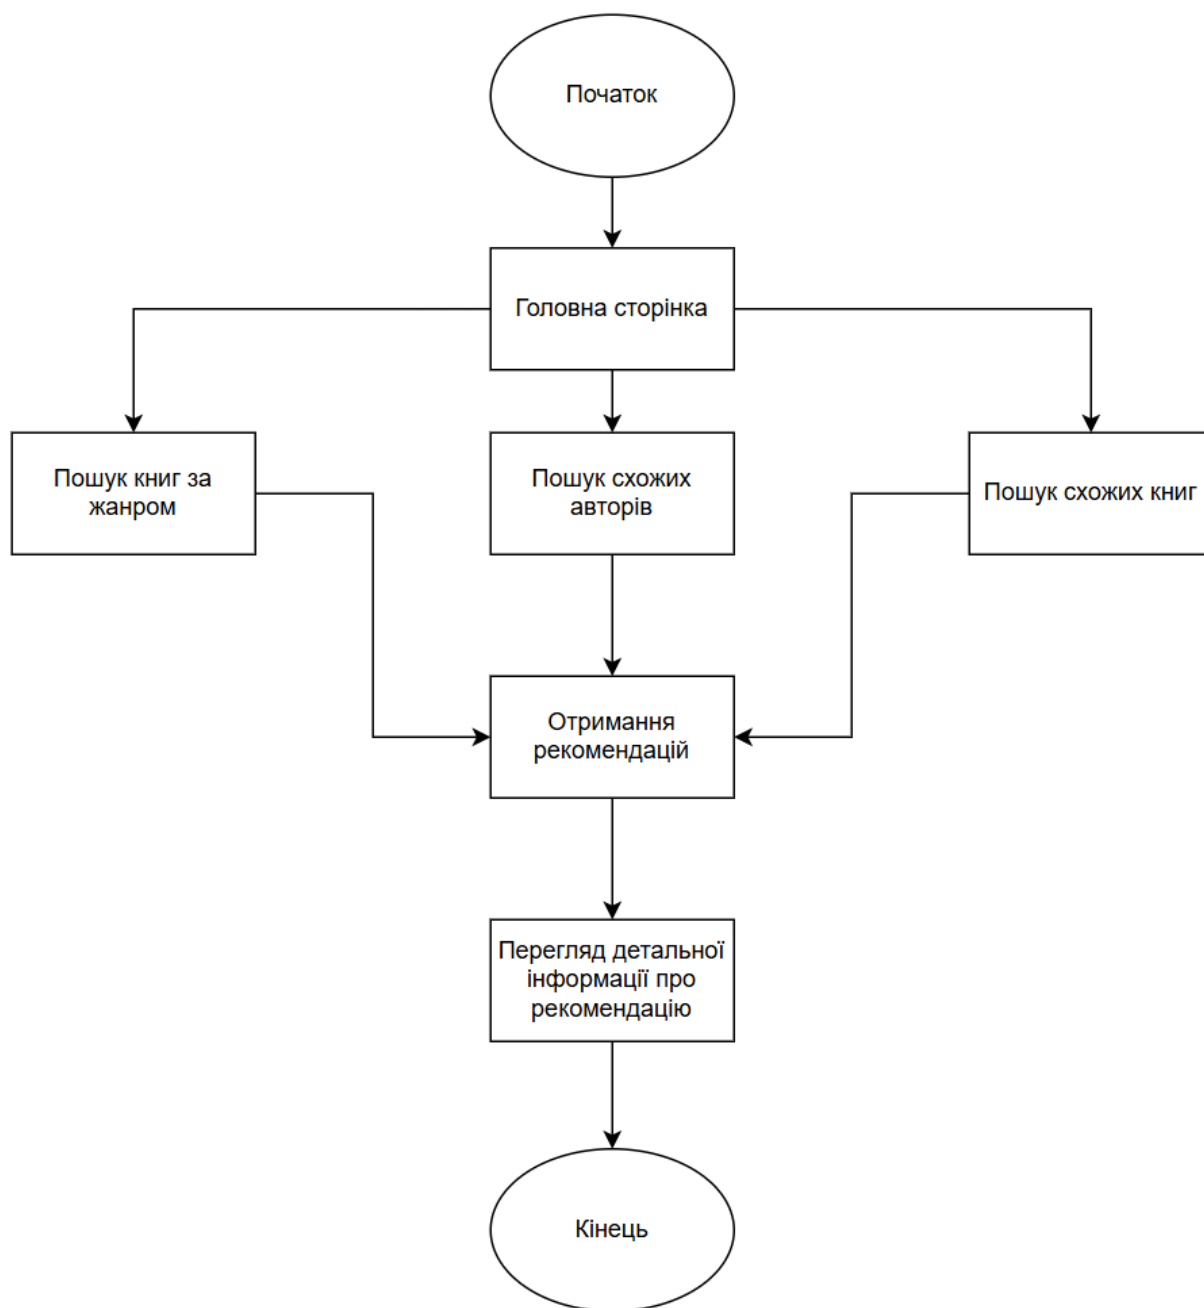 Початок
Головна сторінка
Пошук книг за
жанром
Пошук схожих
авторів
Пошук схожих книг
Отримання
рекомендацій
Перегляд детальної
інформації про
рекомендацію
Кінець